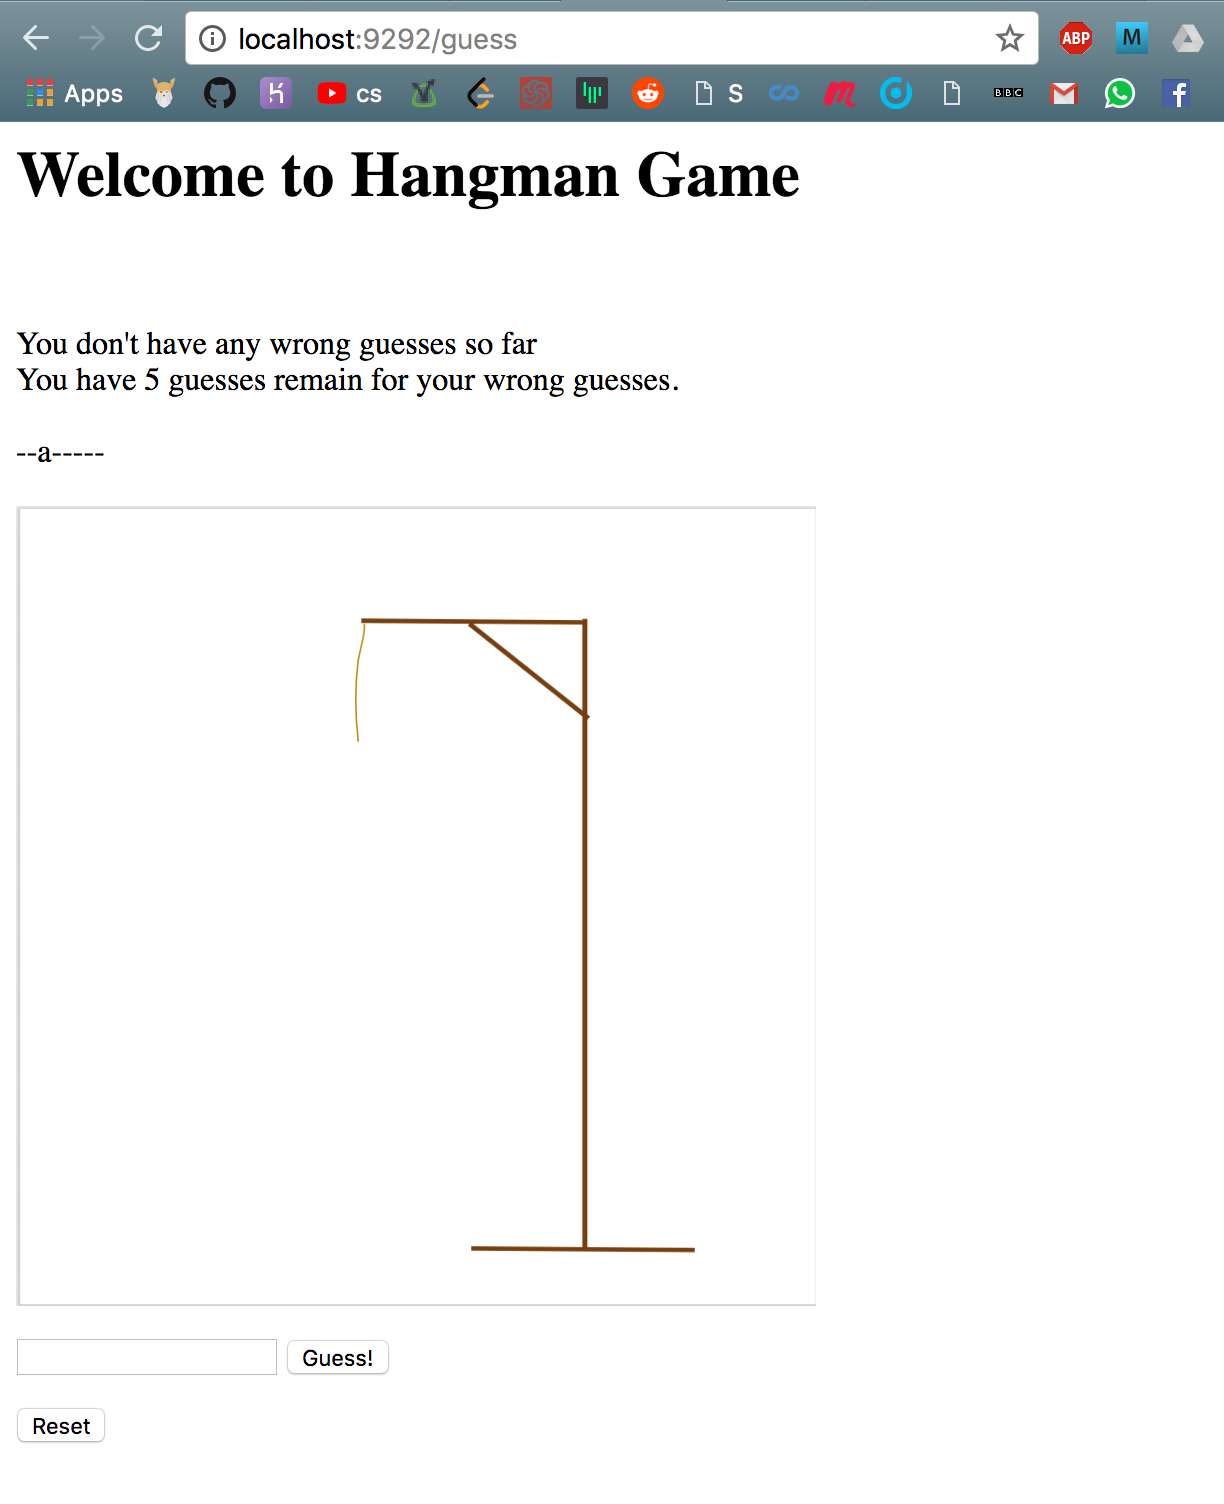 localhost:9292/guess
ABP
M
Apps
cs
S
BBC
Welcome to Hangman Game
You don't have any wrong guesses so far
You have 5 guesses remain for your wrong guesses.
--a-----
Guess!
Reset